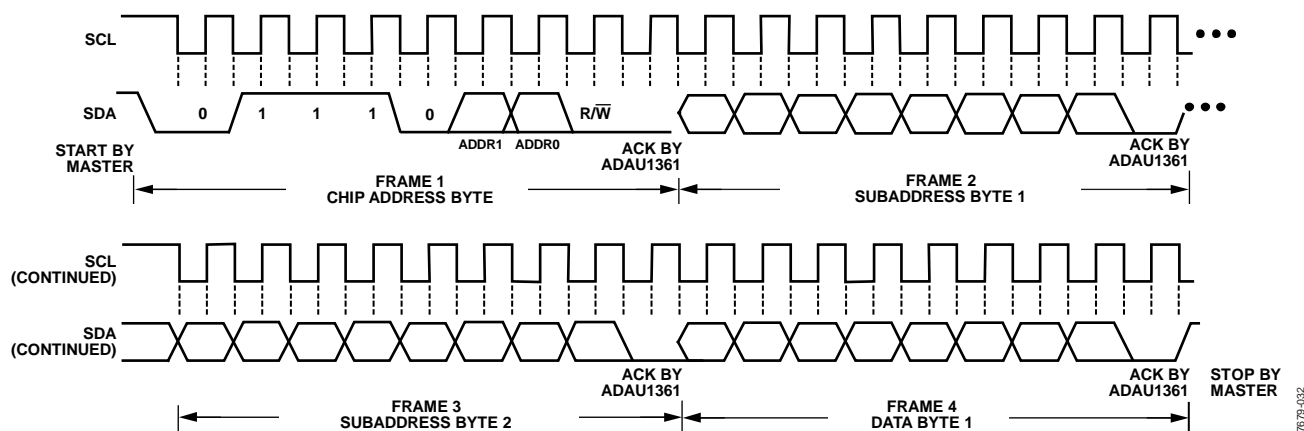 SCL
SDA
0 1 1 1 0 R/W̅
ADDR1 ADDR0
START BY
MASTER
ACK BY
ADAU1361
ACK BY
ADAU1361
FRAME 1
CHIP ADDRESS BYTE
FRAME 2
SUBADDRESS BYTE 1
SCL
(CONTINUED)
SDA
(CONTINUED)
ACK BY
ADAU1361
ACK BY
ADAU1361
STOP BY
MASTER
FRAME 3
SUBADDRESS BYTE 2
FRAME 4
DATA BYTE 1
7679-032